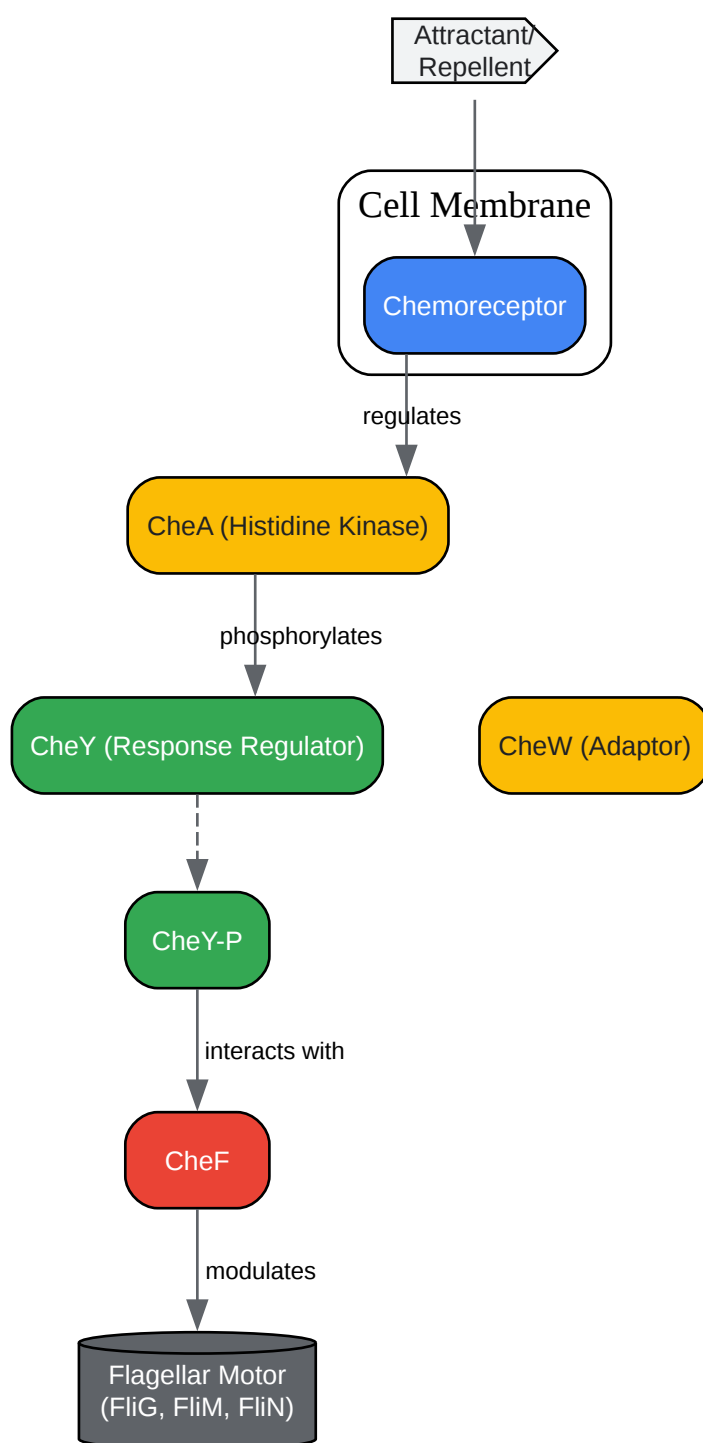 Attractant/
Repellent
Cell Membrane
Chemoreceptor
regulates
CheA (Histidine Kinase)
phosphorylates
CheY (Response Regulator)
CheW (Adaptor)
CheY-P
interacts with
CheF
modulates
Flagellar Motor
(FliG, FliM, FliN)